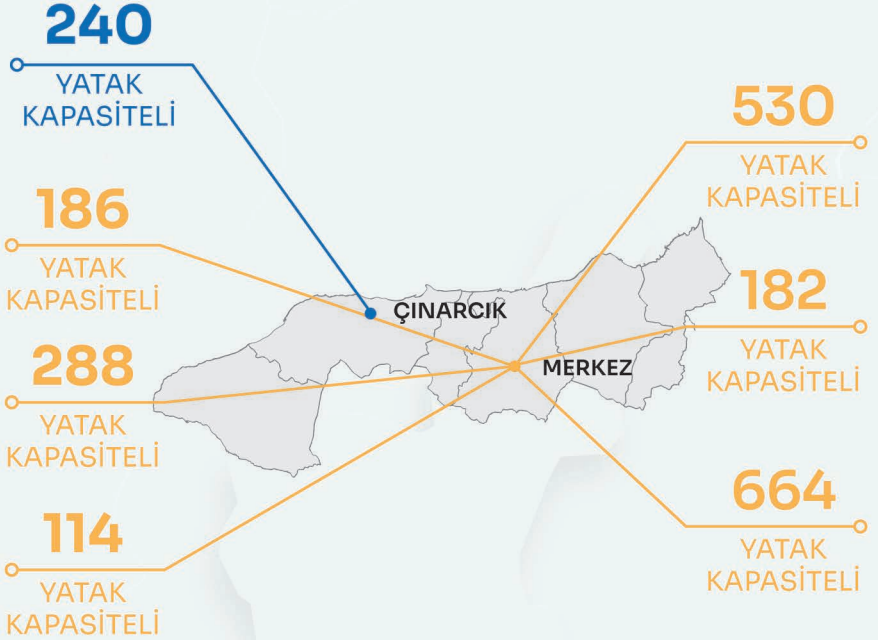 240
YATAK
KAPASİTELİ
186
YATAK
KAPASİTELİ
288
YATAK
KAPASİTELİ
114
YATAK
KAPASİTELİ
ÇINARCIK
MERKEZ
530
YATAK
KAPASİTELİ
182
YATAK
KAPASİTELİ
664
YATAK
KAPASİTELİ